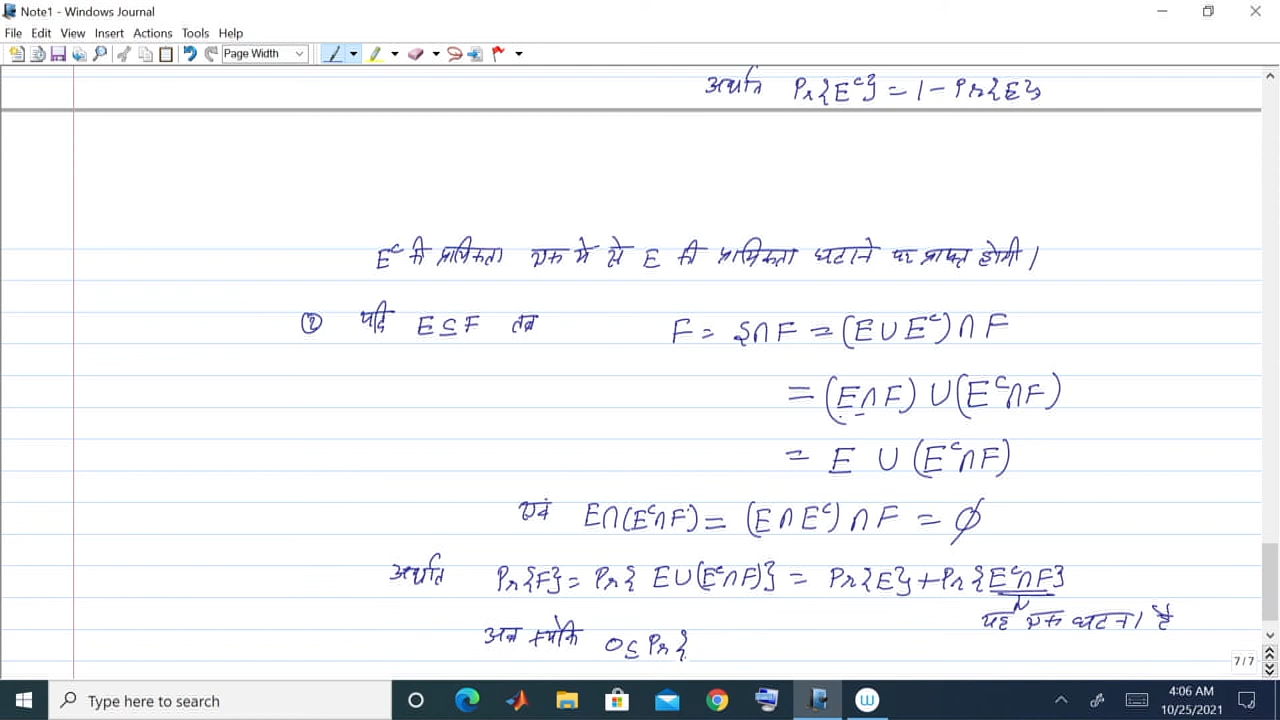 Note1 - Windows Journal
File Edit View Insert Actions Tools Help
Page Width
अर्थात Pr{E^c} = 1 - Pr{E}
E^c की प्रायिकता एक में से E की प्रायिकता घटाने पर प्राप्त होगी।
② यदि E ⊆ F तब F = S∩F = (E∪E^c)∩F
= (E∩F) ∪ (E^c∩F)
= E ∪ (E^c∩F)
एवं E∩(E^c∩F) = (E∩E^c)∩F = ϕ
अर्थात Pr{F} = Pr{E∪(E^c∩F)} = Pr{E} + Pr{E^c∩F}
यह एक घटना है
अब क्योंकि 0 ≤ Pr{
7/7
Type here to search
4:06 AM
10/25/2021